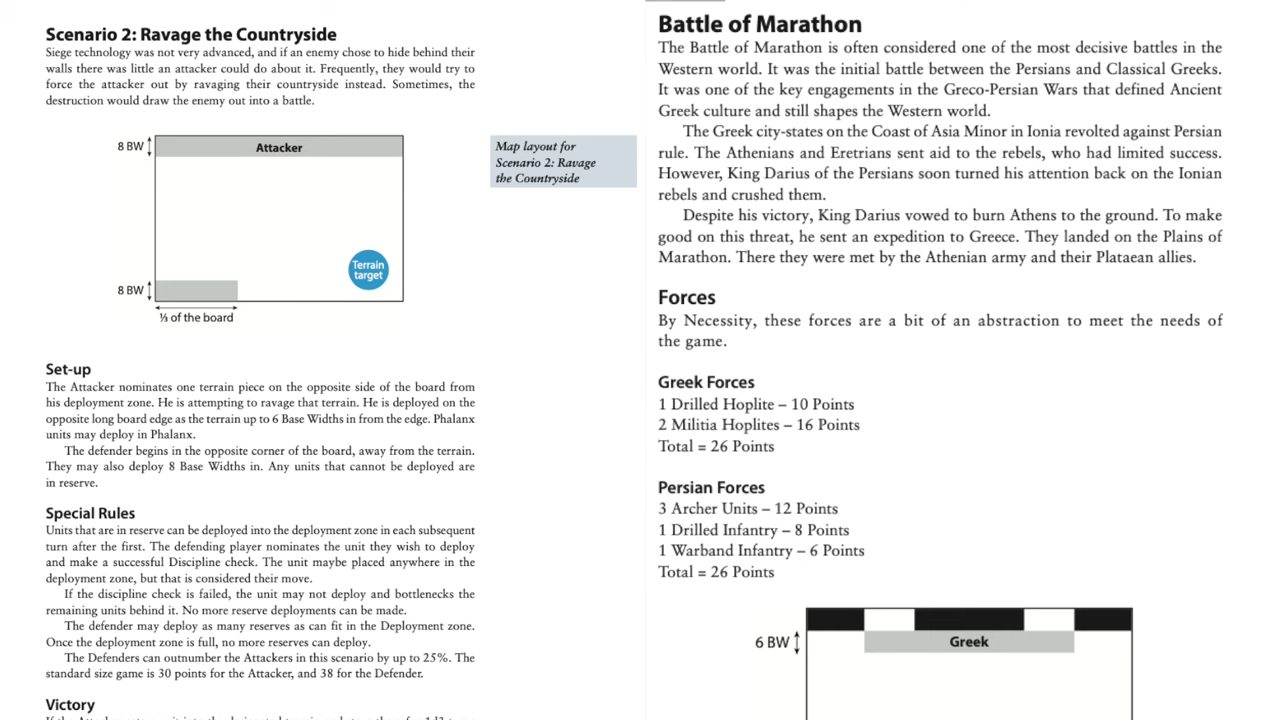 Scenario 2: Ravage the Countryside
Siege technology was not very advanced, and if an enemy chose to hide behind their
walls there was little an attacker could do about it. Frequently, they would try to
force the attacker out by ravaging their countryside instead. Sometimes, the
destruction would draw the enemy out into a battle.
8 BW
Attacker
Map layout for
Scenario 2: Ravage
the Countryside
Terrain
target
8 BW
⅓ of the board
Set-up
The Attacker nominates one terrain piece on the opposite side of the board from
his deployment zone. He is attempting to ravage that terrain. He is deployed on the
opposite long board edge as the terrain up to 6 Base Widths in from the edge. Phalanx
units may deploy in Phalanx.
The defender begins in the opposite corner of the board, away from the terrain.
They may also deploy 8 Base Widths in. Any units that cannot be deployed are
in reserve.
Special Rules
Units that are in reserve can be deployed into the deployment zone in each subsequent
turn after the first. The defending player nominates the unit they wish to deploy
and make a successful Discipline check. The unit maybe placed anywhere in the
deployment zone, but that is considered their move.
If the discipline check is failed, the unit may not deploy and bottlenecks the
remaining units behind it. No more reserve deployments can be made.
The defender may deploy as many reserves as can fit in the Deployment zone.
Once the deployment zone is full, no more reserves can deploy.
The Defenders can outnumber the Attackers in this scenario by up to 25%. The
standard size game is 30 points for the Attacker, and 38 for the Defender.
Victory
Battle of Marathon
The Battle of Marathon is often considered one of the most decisive battles in the
Western world. It was the initial battle between the Persians and Classical Greeks.
It was one of the key engagements in the Greco-Persian Wars that defined Ancient
Greek culture and still shapes the Western world.
The Greek city-states on the Coast of Asia Minor in Ionia revolted against Persian
rule. The Athenians and Eretrians sent aid to the rebels, who had limited success.
However, King Darius of the Persians soon turned his attention back on the Ionian
rebels and crushed them.
Despite his victory, King Darius vowed to burn Athens to the ground. To make
good on this threat, he sent an expedition to Greece. They landed on the Plains of
Marathon. There they were met by the Athenian army and their Plataean allies.
Forces
By Necessity, these forces are a bit of an abstraction to meet the needs of
the game.
Greek Forces
1 Drilled Hoplite – 10 Points
2 Militia Hoplites – 16 Points
Total = 26 Points
Persian Forces
3 Archer Units – 12 Points
1 Drilled Infantry – 8 Points
1 Warband Infantry – 6 Points
Total = 26 Points
6 BW
Greek